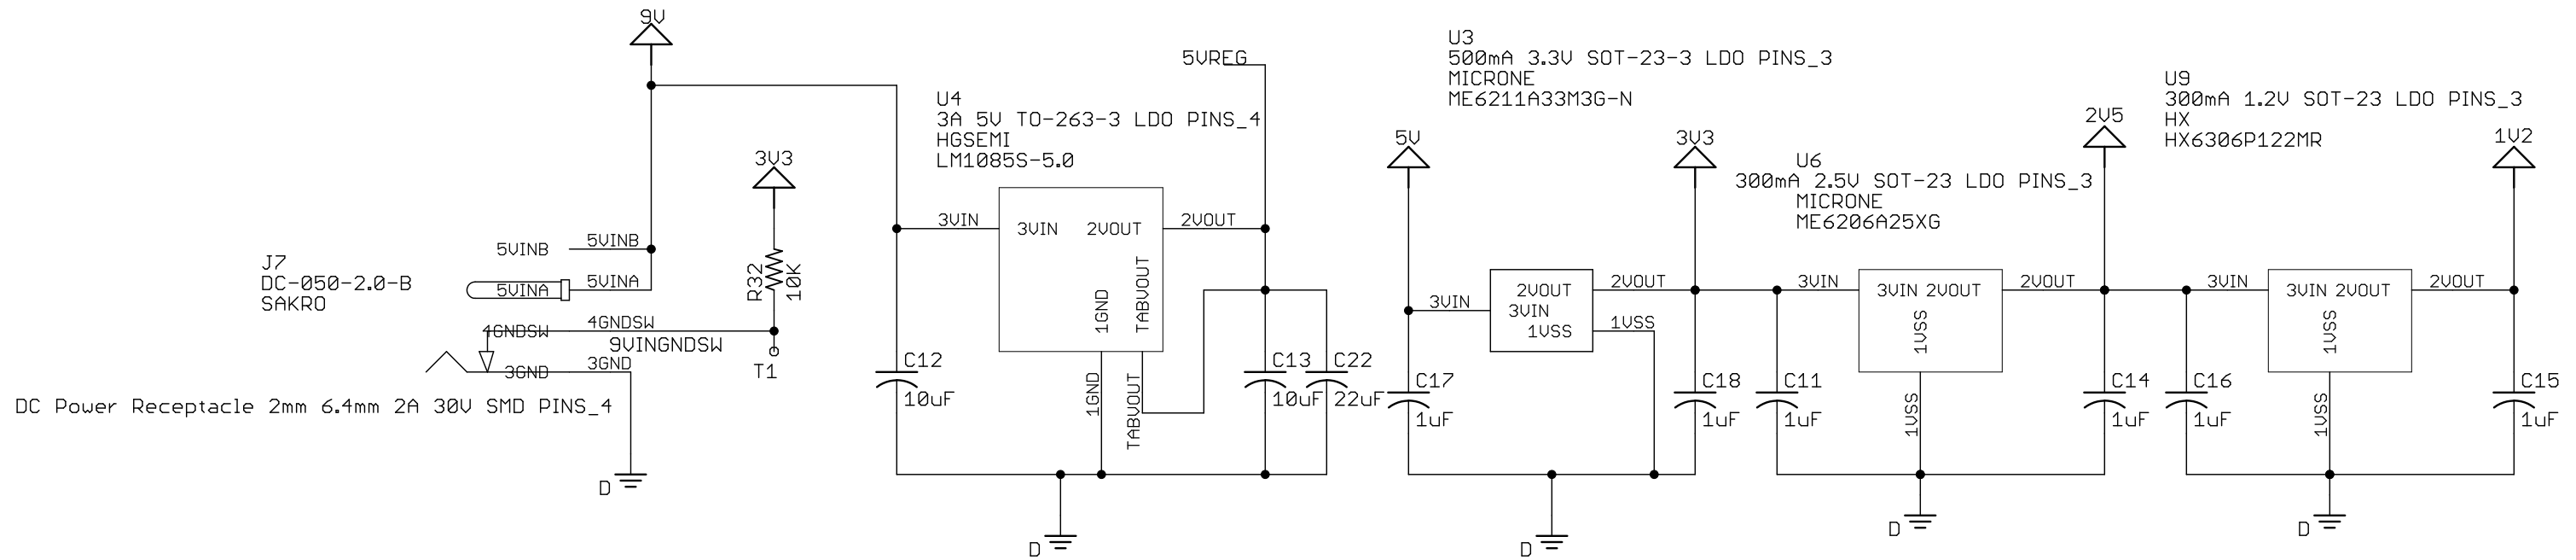 9V
5VINB
5VINB
J7
DC-050-2.0-B
SAKRO
5VINA
5VINA
4GNDSW
4GNDSW
9VINGNDSW
3GND
3GND
DC Power Receptacle 2mm 6.4mm 2A 30V SMD PINS_4
D
3V3
R32
10K
T1
5VREG
U4
3A 5V TO-263-3 LDO PINS_4
HGSEMI
LM1085S-5.0
3VIN
3VIN
2VOUT
2VOUT
1GND
TABVOUT
1GND
TABVOUT
C12
10uF
C13
10uF
C22
22uF
D
U3
500mA 3.3V SOT-23-3 LDO PINS_3
MICRONE
ME6211A33M3G-N
5V
3V3
3VIN
2VOUT
3VIN
1VSS
2VOUT
1VSS
C17
1uF
C18
1uF
D
U6
300mA 2.5V SOT-23 LDO PINS_3
MICRONE
ME6206A25XG
2V5
3VIN
3VIN 2VOUT
1VSS
2VOUT
1VSS
C11
1uF
C14
1uF
D
U9
300mA 1.2V SOT-23 LDO PINS_3
HX
HX6306P122MR
1V2
3VIN
3VIN 2VOUT
1VSS
2VOUT
1VSS
C16
1uF
C15
1uF
D